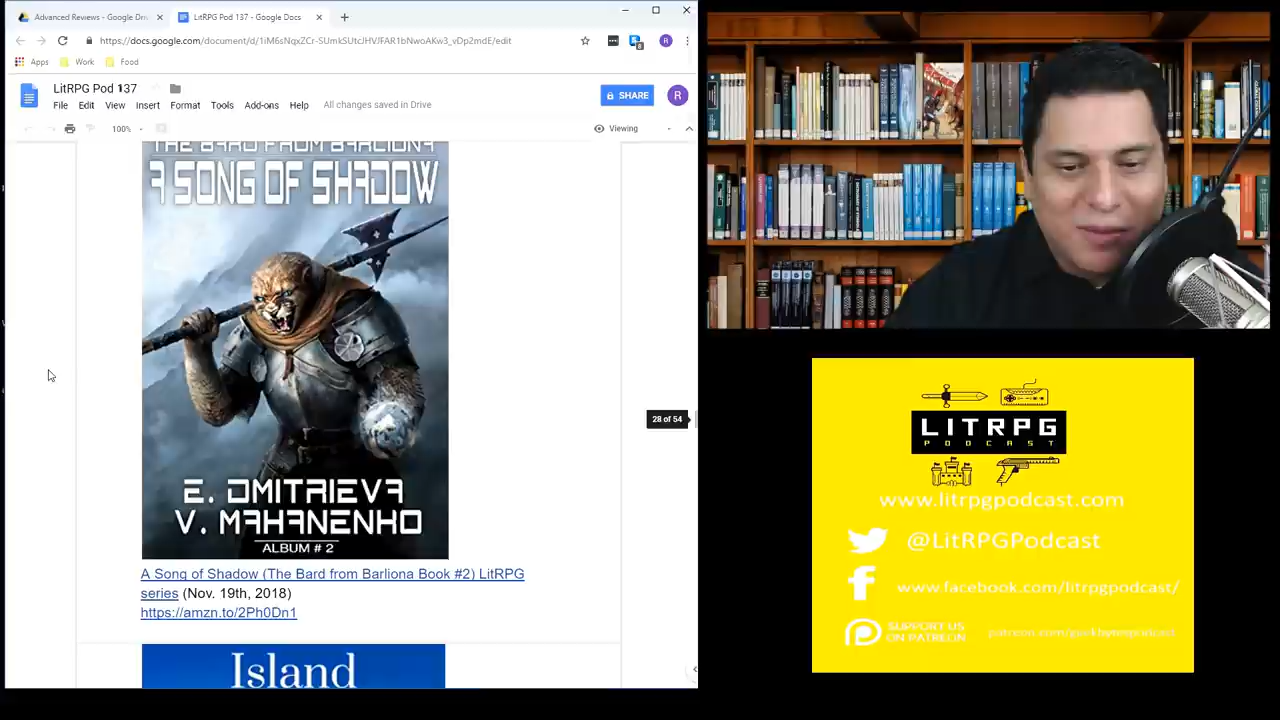 Advanced Reviews - Google Dri
LitRPG Pod 137 - Google Docs
https://docs.google.com/document/d/1iM6sNqxZCr-SUmkSUtcJHVJFAR1bNwoAKw3_vDp2mdE/edit
Apps
Work
Food
LitRPG Pod 137
File Edit View Insert Format Tools Add-ons Help
All changes saved in Drive
SHARE
R
100%
Viewing
THE BARD FROM BARLIONA
A SONG OF SHADOW
E. DMITRIEVA
V. MAHANENKO
ALBUM # 2
A Song of Shadow (The Bard from Barliona Book #2) LitRPG
series (Nov. 19th, 2018)
https://amzn.to/2Ph0Dn1
28 of 54
Island
LITRPG
PODCAST
www.litrpgpodcast.com
@LitRPGPodcast
www.facebook.com/litrpgpodcast/
SUPPORT US
ON PATREON